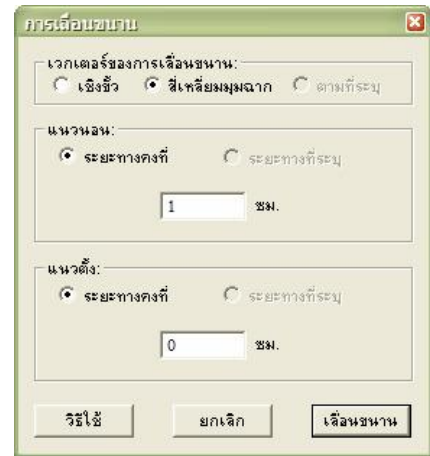 การเลื่อนขนาน
เวกเตอร์ของการเลื่อนขนาน:
เชิงขั้ว สี่เหลี่ยมมุมฉาก ตามที่ระบุ
แนวนอน:
ระยะทางคงที่ ระยะทางที่ระบุ
1 ซม.
แนวตั้ง:
ระยะทางคงที่ ระยะทางที่ระบุ
0 ซม.
วิธีใช้ ยกเลิก เลื่อนขนาน